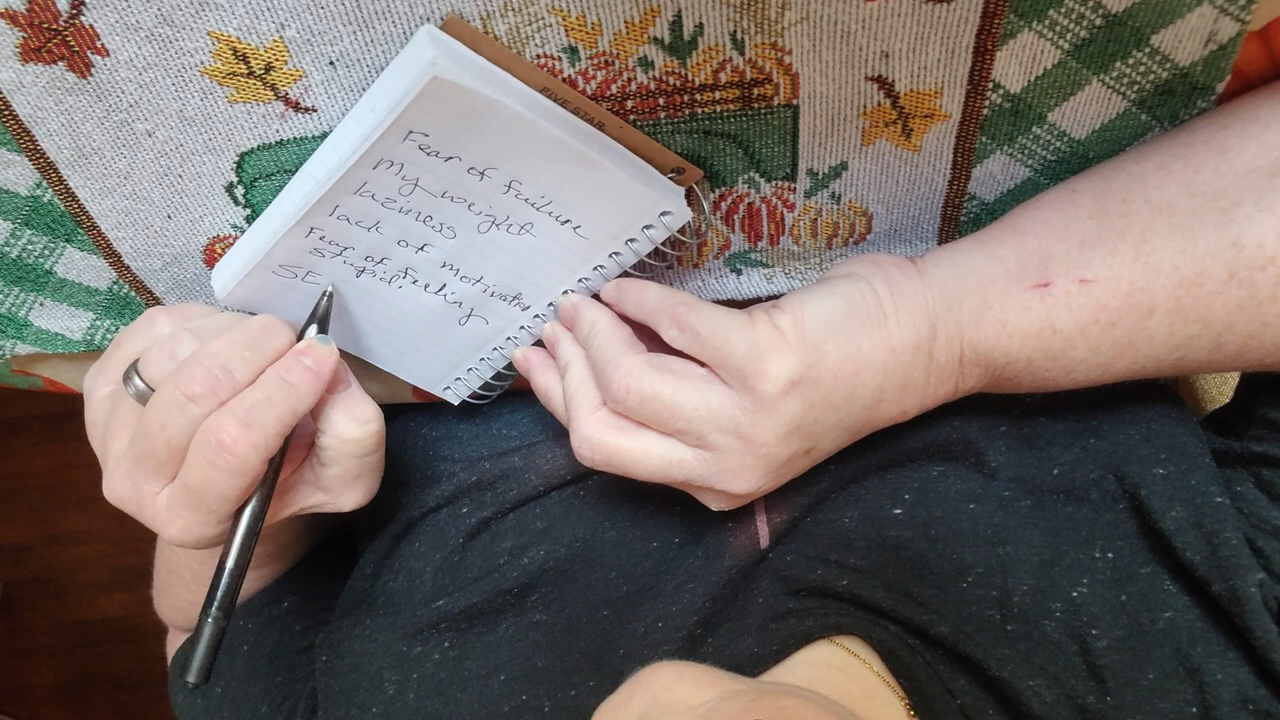 FIVE STAR
Fear of failure
My weight
laziness
lack of motivation
Fear of feeling
stupid.
SE